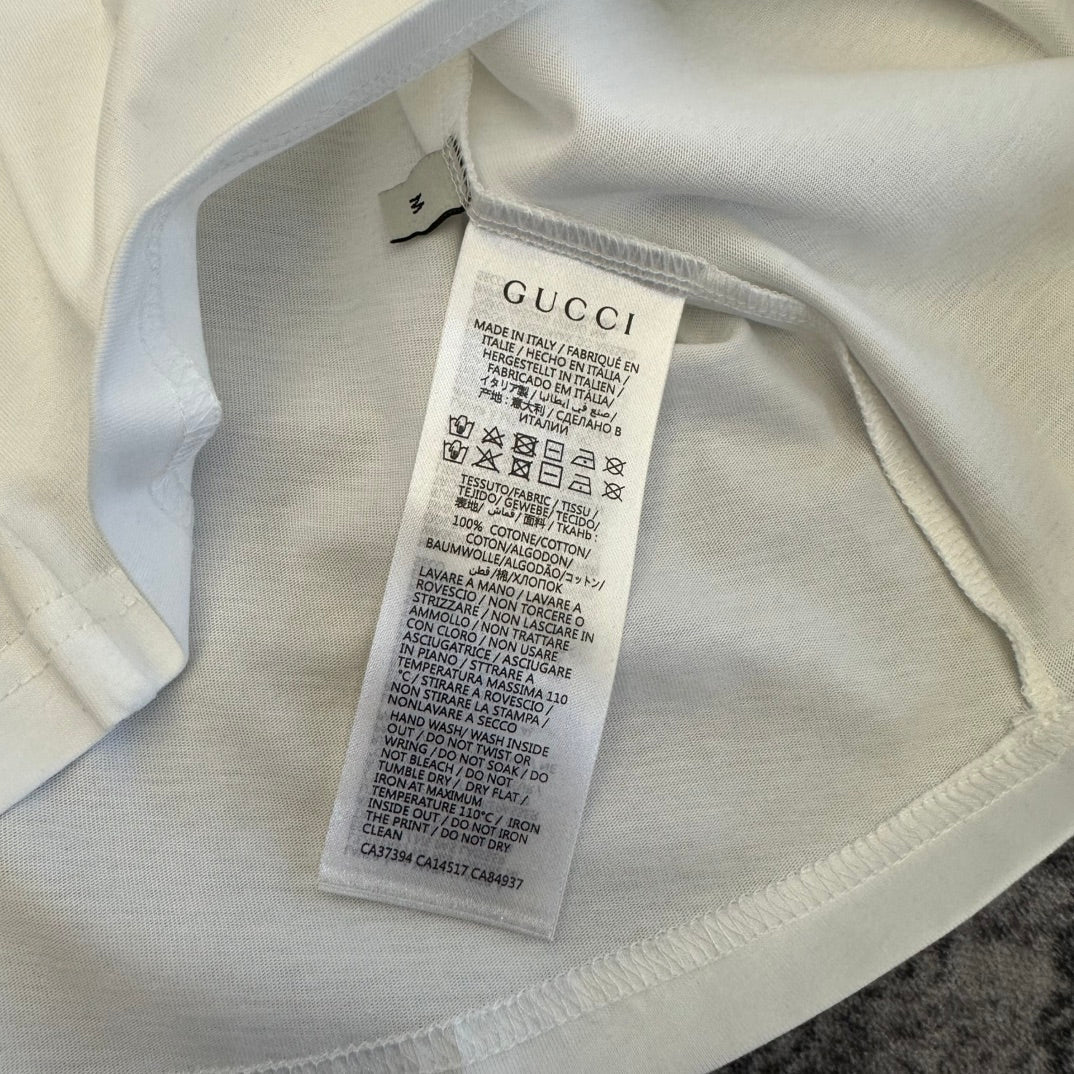 M
GUCCI
MADE IN ITALY / FABRIQUÉ EN
ITALIE / HECHO EN ITALIA /
HERGESTELLT IN ITALIEN /
FABRICADO EM ITALIA/
イタリア製 / صنع في إيطاليا /
产地 : 意大利 / СДЕЛАНО В
ИТАЛИИ
TESSUTO/FABRIC / TISSU /
TEJIDO/ GEWEBE/TECIDO/
表地/ قماش / 面料 / ТКАНЬ :
100% COTONE/COTTON/
COTON/ALGODON/
BAUMWOLLE/ALGODÃO/コットン/
قطن /棉/ХЛОПОК
LAVARE A MANO / LAVARE A
ROVESCIO / NON TORCERE O
STRIZZARE / NON LASCIARE IN
AMMOLLO / NON TRATTARE
CON CLORO / NON USARE
ASCIUGATRICE / ASCIUGARE
IN PIANO / STTRARE A
TEMPERATURA MASSIMA 110
°C / STIRARE A ROVESCIO /
NON STIRARE LA STAMPA /
NONLAVARE A SECCO
HAND WASH/ WASH INSIDE
OUT / DO NOT TWIST OR
WRING / DO NOT SOAK / DO
NOT BLEACH / DO NOT
TUMBLE DRY / DRY FLAT /
IRON AT MAXIMUM
TEMPERATURE 110°C / IRON
INSIDE OUT / DO NOT IRON
THE PRINT / DO NOT DRY
CLEAN
CA37394 CA14517 CA84937